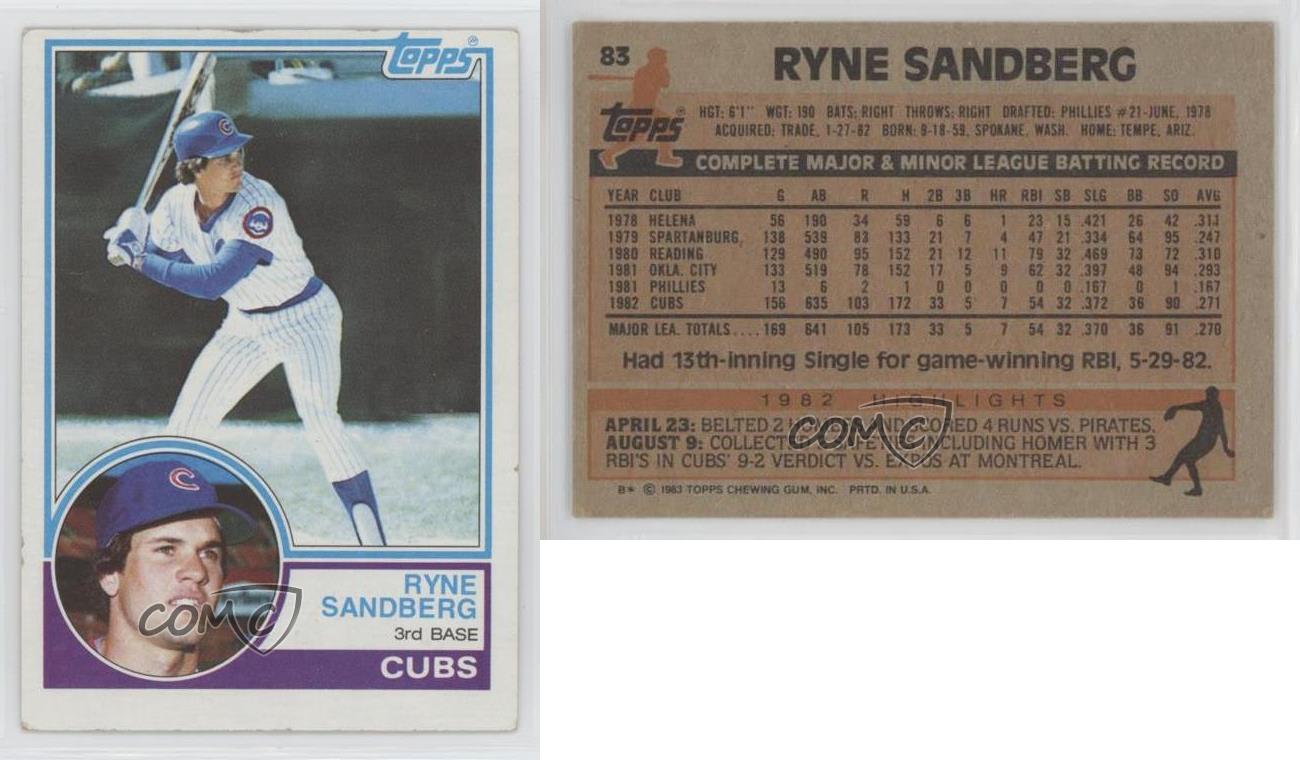 topps®
C
RYNE
SANDBERG
3rd BASE
CUBS
COMC
83
RYNE SANDBERG
topps®
HGT: 6'1" WGT: 190 BATS: RIGHT THROWS: RIGHT DRAFTED: PHILLIES #21-JUNE, 1978
ACQUIRED: TRADE, 1-27-82 BORN: 9-18-59, SPOKANE, WASH. HOME: TEMPE, ARIZ.
COMPLETE MAJOR & MINOR LEAGUE BATTING RECORD
YEAR CLUB G AB R H 2B 3B HR RBI SB SLG BB SO AVG
1978 HELENA 56 190 34 59 6 6 1 23 15 .421 26 42 .311
1979 SPARTANBURG 138 539 83 133 21 7 4 47 21 .334 64 95 .247
1980 READING 129 490 95 152 21 12 11 79 32 .469 73 72 .310
1981 OKLA. CITY 133 519 78 152 17 5 9 62 32 .397 48 94 .293
1981 PHILLIES 13 6 2 1 0 0 0 0 0 .167 0 1 .167
1982 CUBS 156 635 103 172 33 5 7 54 32 .372 36 90 .271
MAJOR LEA. TOTALS.... 169 641 105 173 33 5 7 54 32 .370 36 91 .270
Had 13th-inning Single for game-winning RBI, 5-29-82.
1982 HIGHLIGHTS
APRIL 23: BELTED 2 SCORED 4 RUNS VS. PIRATES.
AUGUST 9: INCLUDING HOMER WITH 3
RBI'S IN CUBS' 9-2 VERDICT VS. EXPOS AT MONTREAL.
COMC
B* © 1983 TOPPS CHEWING GUM, INC. PRTD. IN U.S.A.